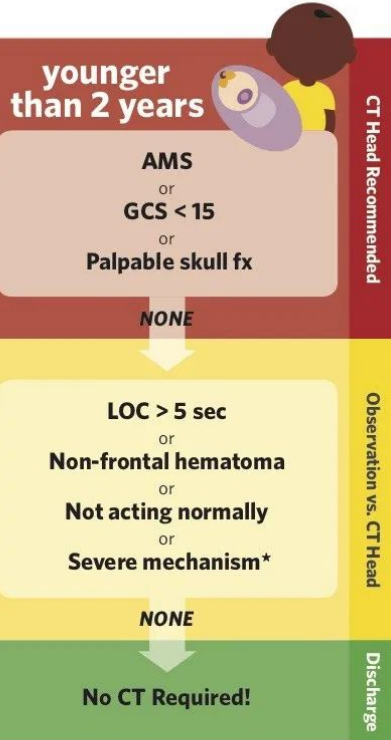 younger
than 2 years
AMS
or
GCS < 15
or
Palpable skull fx
NONE
CT Head Recommended
LOC > 5 sec
or
Non-frontal hematoma
or
Not acting normally
or
Severe mechanism*
NONE
Observation vs. CT Head
No CT Required!
Discharge